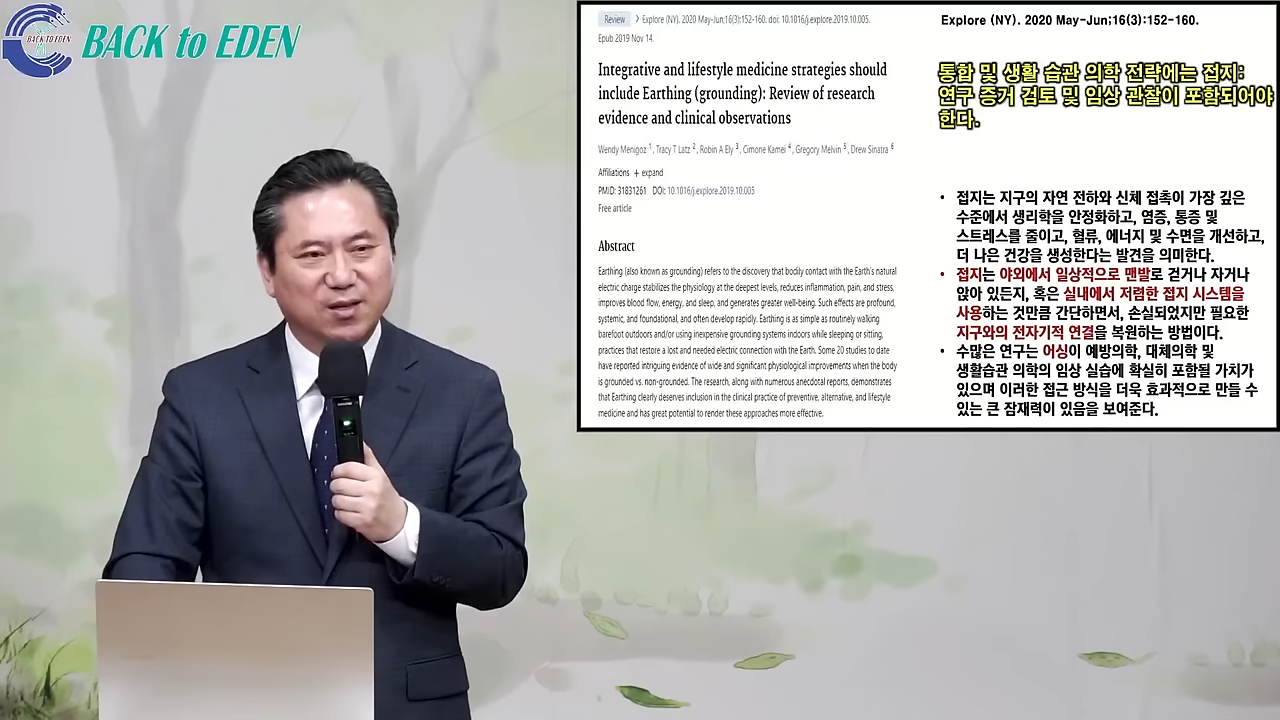 BACK TO EDEN
BACK to EDEN
Review > Explore (NY). 2020 May-Jun;16(3):152-160. doi: 10.1016/j.explore.2019.10.005.
Epub 2019 Nov 14.
Integrative and lifestyle medicine strategies should
include Earthing (grounding): Review of research
evidence and clinical observations
Wendy Menigoz 1, Tracy T Latz 2, Robin A Ely 3, Cimone Kamei 4, Gregory Melvin 5, Drew Sinatra 6
Affiliations + expand
PMID: 31831261 DOI: 10.1016/j.explore.2019.10.005
Free article
Abstract
Earthing (also known as grounding) refers to the discovery that bodily contact with the Earth's natural
electric charge stabilizes the physiology at the deepest levels, reduces inflammation, pain, and stress,
improves blood flow, energy, and sleep, and generates greater well-being. Such effects are profound,
systemic, and foundational, and often develop rapidly. Earthing is as simple as routinely walking
barefoot outdoors and/or using inexpensive grounding systems indoors while sleeping or sitting,
practices that restore a lost and needed electric connection with the Earth. Some 20 studies to date
have reported intriguing evidence of wide and significant physiological improvements when the body
is grounded vs. non-grounded. The research, along with numerous anecdotal reports, demonstrates
that Earthing clearly deserves inclusion in the clinical practice of preventive, alternative, and lifestyle
medicine and has great potential to render these approaches more effective.
Explore (NY). 2020 May-Jun;16(3):152-160.
통합 및 생활 습관 의학 전략에는 접지:
연구 증거 검토 및 임상 관찰이 포함되어야
한다.
• 접지는 지구의 자연 전하와 신체 접촉이 가장 깊은
수준에서 생리학을 안정화하고, 염증, 통증 및
스트레스를 줄이고, 혈류, 에너지 및 수면을 개선하고,
더 나은 건강을 생성한다는 발견을 의미한다.
• 접지는 야외에서 일상적으로 맨발로 걷거나 자거나
앉아 있든지, 혹은 실내에서 저렴한 접지 시스템을
사용하는 것만큼 간단하면서, 손실되었지만 필요한
지구와의 전자기적 연결을 복원하는 방법이다.
• 수많은 연구는 어싱이 예방의학, 대체의학 및
생활습관 의학의 임상 실습에 확실히 포함될 가치가
있으며 이러한 접근 방식을 더욱 효과적으로 만들 수
있는 큰 잠재력이 있음을 보여준다.